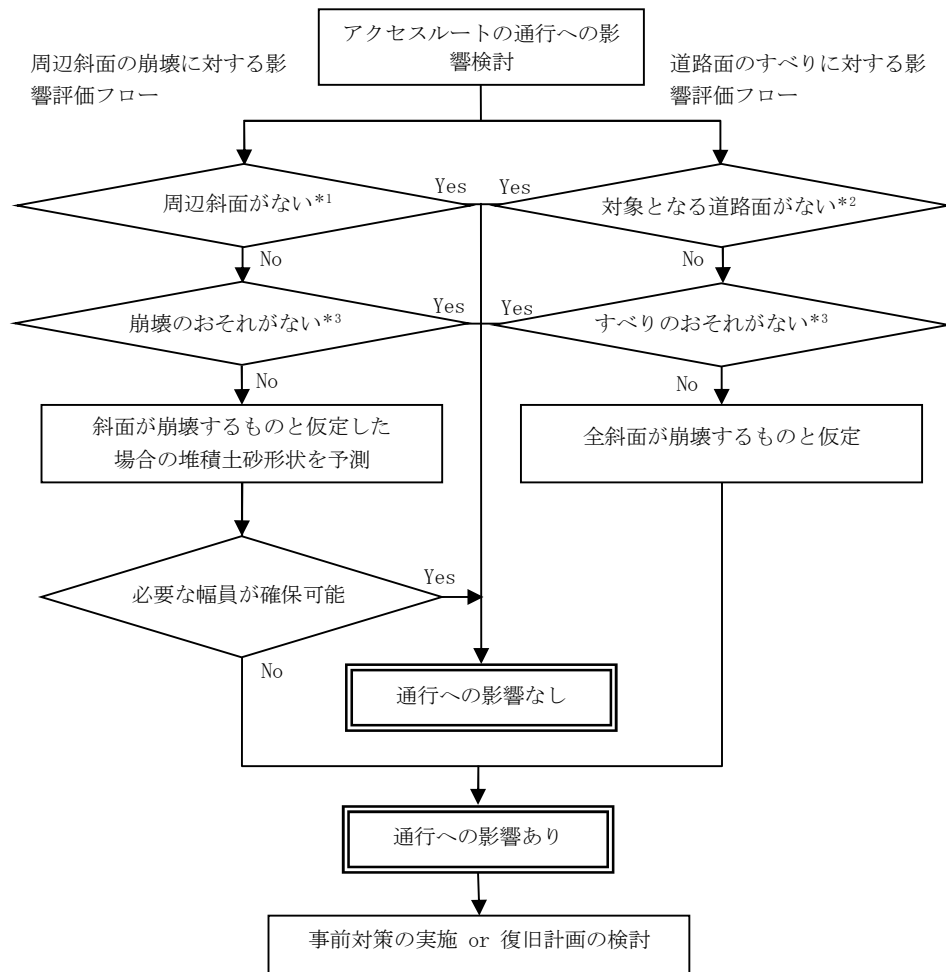 アクセスルートの通行への影
響検討
周辺斜面の崩壊に対する影
響評価フロー
道路面のすべりに対する影
響評価フロー
周辺斜面がない*1
Yes
Yes
対象となる道路面がない*2
No
No
崩壊のおそれがない*3
Yes
Yes
すべりのおそれがない*3
No
No
斜面が崩壊するものと仮定した
場合の堆積土砂形状を予測
全斜面が崩壊するものと仮定
必要な幅員が確保可能
Yes
No
通行への影響なし
通行への影響あり
事前対策の実施 or 復旧計画の検討